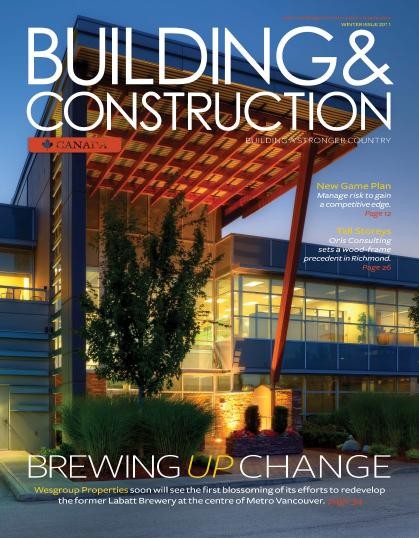 WINTER ISSUE 2011
BUILDING &
CONSTRUCTION
CANADA
BUILDING A STRONGER COUNTRY
New Game Plan
Manage risk to gain
a competitive edge.
Page 12
Tall Storeys
Oris Consulting
sets a wood-frame
precedent in Richmond.
Page 26
BREWING UP CHANGE
Wesgroup Properties soon will see the first blossoming of its efforts to redevelop
the former Labatt Brewery at the centre of Metro Vancouver.